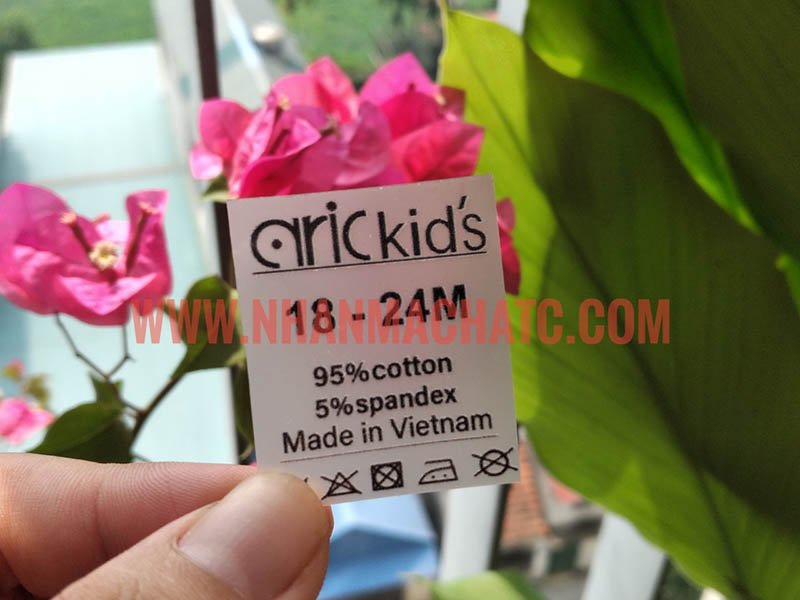 arickid's
18 - 24M
WWW.NHANMACHATC.COM
95%cotton
5%spandex
Made in Vietnam